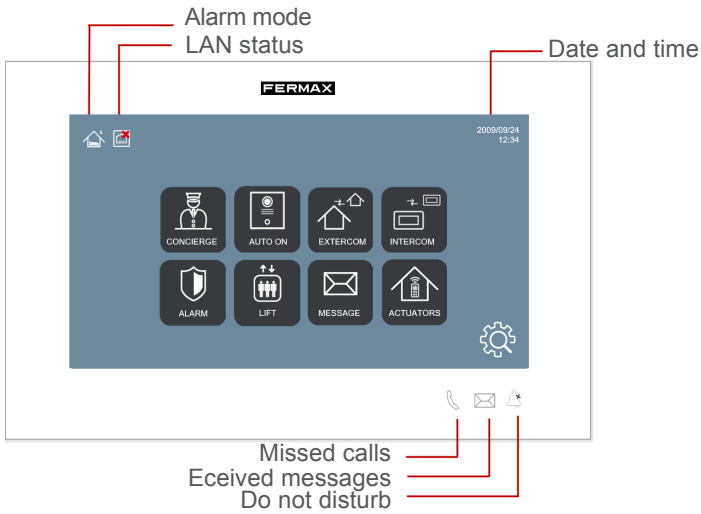 Alarm mode
LAN status
Date and time
FERMAX
2009/09/24
12:34
CONCIERGE
AUTO ON
EXTERCOM
INTERCOM
ALARM
LIFT
MESSAGE
ACTUATORS
Missed calls
Eceived messages
Do not disturb